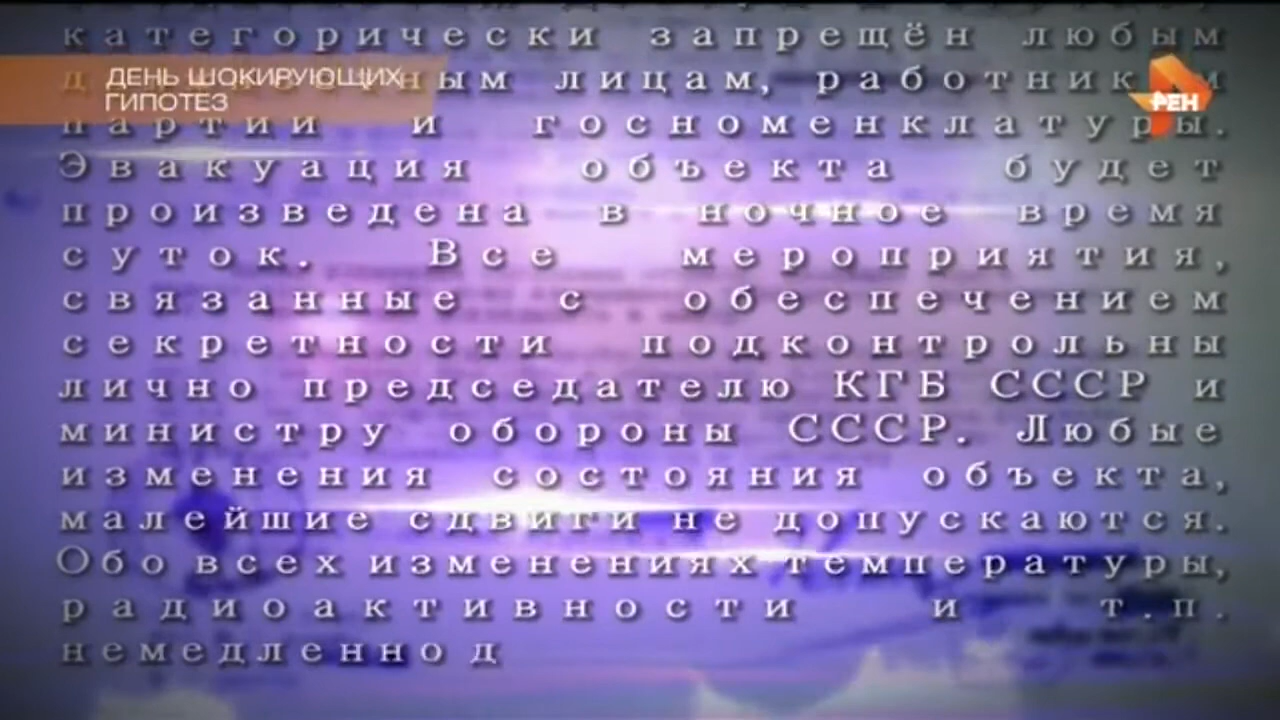 категорически запрещён любым
лицам, работникам
партии и госноменклатуры.
Эвакуация объекта будет
произведена в ночное время
суток. Все мероприятия,
связанные с обеспечением
секретности подконтрольны
лично председателю КГБ СССР и
министру обороны СССР. Любые
изменения состояния объекта,
малейшие сдвиги не допускаются.
Обо всех изменениях температуры,
радиоактивности и т.п.
немедленно д
ДЕНЬ ШОКИРУЮЩИХ
ГИПОТЕЗ
РЕН